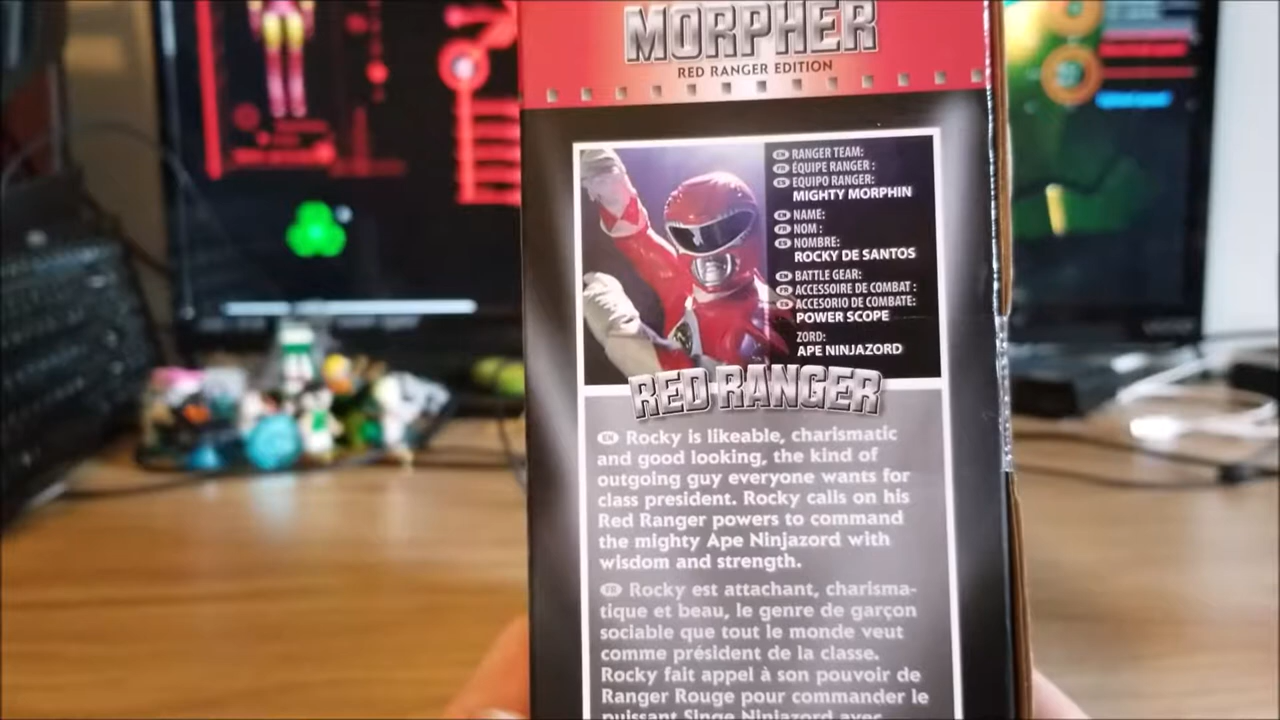 MORPHER
RED RANGER EDITION
EN RANGER TEAM:
FR ÉQUIPE RANGER :
ES EQUIPO RANGER:
MIGHTY MORPHIN
EN NAME:
FR NOM :
ES NOMBRE:
ROCKY DE SANTOS
EN BATTLE GEAR:
FR ACCESSOIRE DE COMBAT :
ES ACCESORIO DE COMBATE:
POWER SCOPE
ZORD:
APE NINJAZORD
RED RANGER
EN Rocky is likeable, charismatic
and good looking, the kind of
outgoing guy everyone wants for
class president. Rocky calls on his
Red Ranger powers to command
the mighty Ape Ninjazord with
wisdom and strength.
FR Rocky est attachant, charisma-
tique et beau, le genre de garçon
sociable que tout le monde veut
comme président de la classe.
Rocky fait appel à son pouvoir de
Ranger Rouge pour commander le
puissant Singe Ninjazord avec